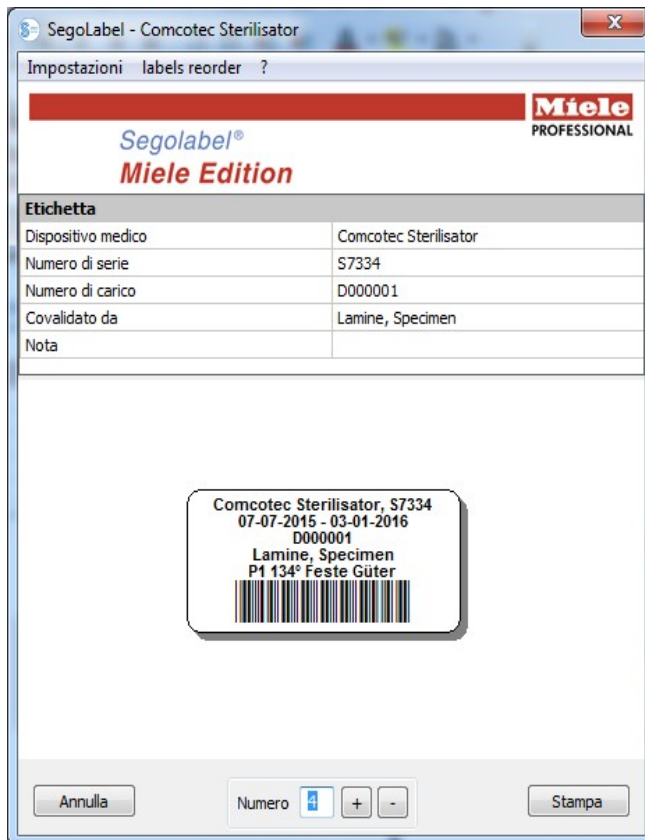 SegoLabel - Comcotec Sterilisator
Impostazioni labels reorder ?
Miele
PROFESSIONAL
Segolabel®
Miele Edition
Etichetta
Dispositivo medico Comcotec Sterilisator
Numero di serie S7334
Numero di carico D000001
Covalidato da Lamine, Specimen
Nota
Comcotec Sterilisator, S7334
07-07-2015 - 03-01-2016
D000001
Lamine, Specimen
P1 134° Feste Güter
Annulla Numero 4 + - Stampa